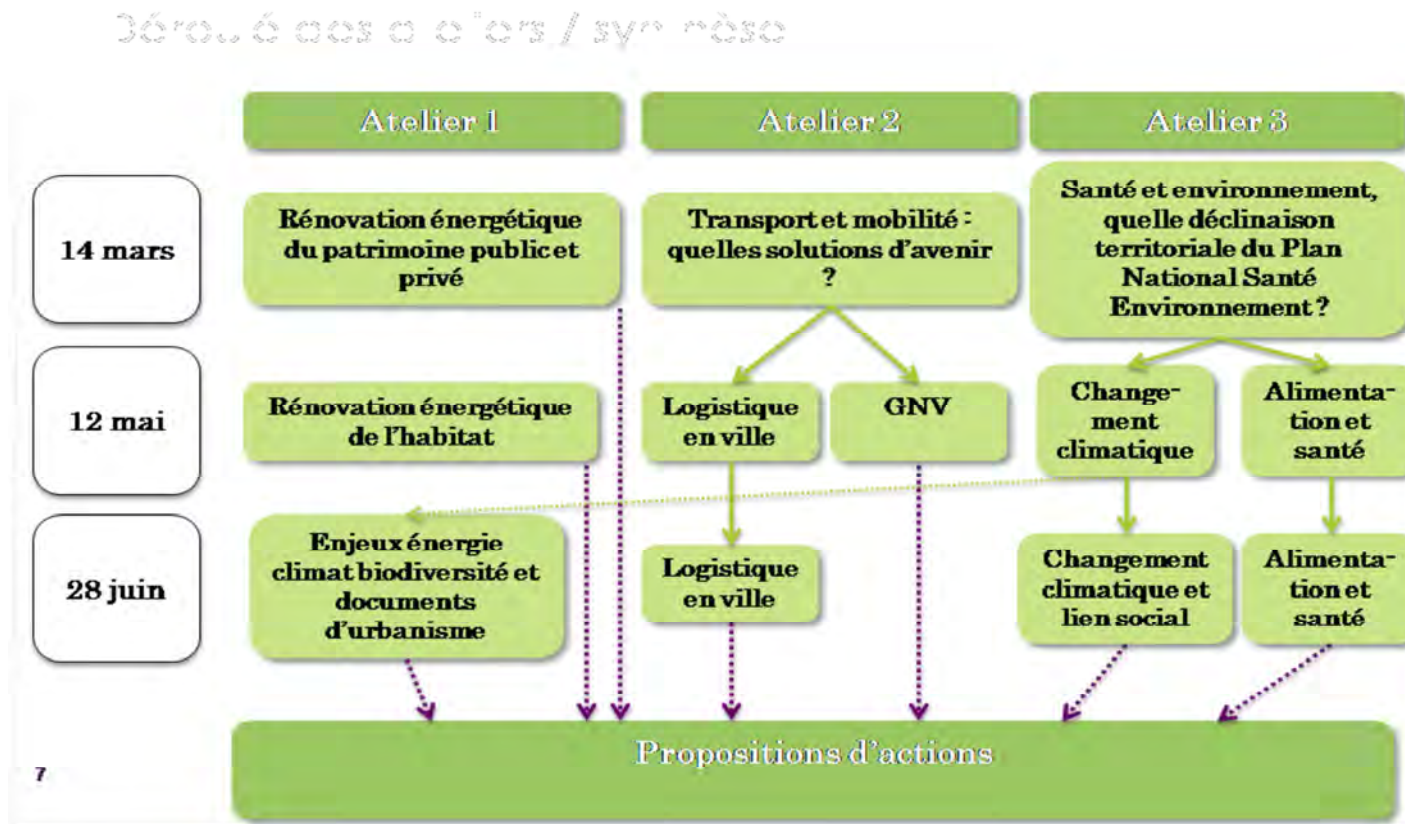 Atelier 1
Atelier 2
Atelier 3
14 mars
Rénovation énergétique
du patrimoine public et
privé
Transport et mobilité :
quelles solutions d'avenir
?
Santé et environnement,
quelle déclinaison
territoriale du Plan
National Santé
Environnement ?
12 mai
Rénovation énergétique
de l'habitat
Logistique
en ville
GNV
Change-
ment
climatique
Alimenta-
tion et
santé
28 juin
Enjeux énergie
climat biodiversité et
documents
d'urbanisme
Logistique
en ville
Changement
climatique et
lien social
Alimenta-
tion et
santé
Propositions d'actions
7